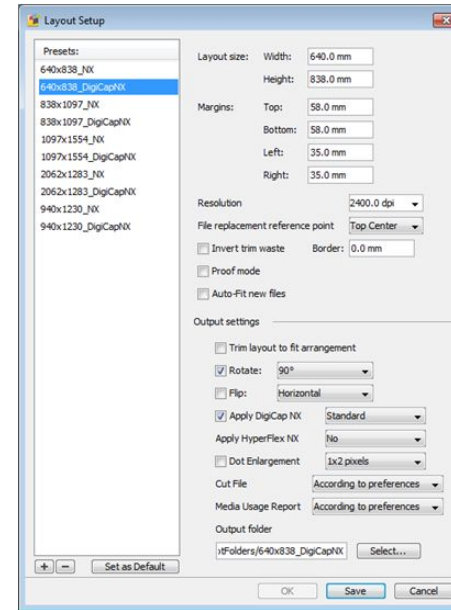 Layout Setup
Presets:
640x838_NX
640x838_DigiCapNX
838x1097_NX
838x1097_DigiCapNX
1097x1554_NX
1097x1554_DigiCapNX
2062x1283_NX
2062x1283_DigiCapNX
940x1230_NX
940x1230_DigiCapNX
+ − Set as Default
Layout size: Width: 640.0 mm
Height: 838.0 mm
Margins: Top: 58.0 mm
Bottom: 58.0 mm
Left: 35.0 mm
Right: 35.0 mm
Resolution 2400.0 dpi
File replacement reference point Top Center
Invert trim waste Border: 0.0 mm
Proof mode
Auto-Fit new files
Output settings
Trim layout to fit arrangement
Rotate: 90°
Flip: Horizontal
Apply DigiCap NX Standard
Apply HyperFlex NX No
Dot Enlargement 1x2 pixels
Cut File According to preferences
Media Usage Report According to preferences
Output folder
otFolders/640x838_DigiCapNX Select...
OK Save Cancel